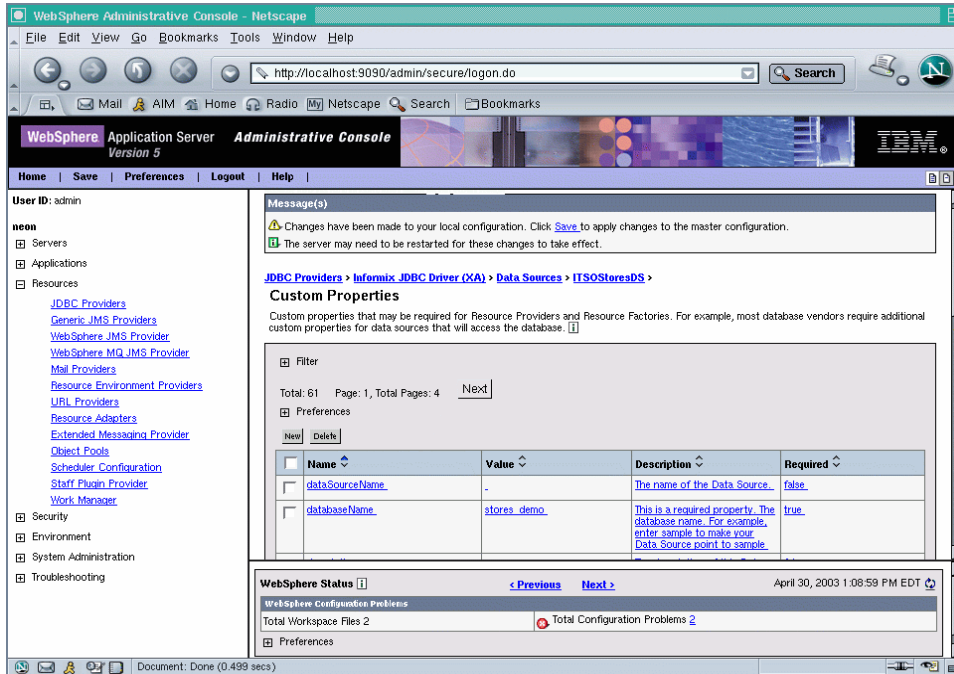 WebSphere Administrative Console - Netscape
File Edit View Go Bookmarks Tools Window Help
http://localhost:9090/admin/secure/logon.do
Search
N
Mail AIM Home Radio My Netscape Search Bookmarks
WebSphere Application Server Administrative Console
Version 5
IBM
Home | Save | Preferences | Logout | Help |
User ID: admin
neon
Servers
Applications
Resources
JDBC Providers
Generic JMS Providers
WebSphere JMS Provider
WebSphere MQ JMS Provider
Mail Providers
Resource Environment Providers
URL Providers
Resource Adapters
Extended Messaging Provider
Object Pools
Scheduler Configuration
Staff Plugin Provider
Work Manager
Security
Environment
System Administration
Troubleshooting
Message(s)
Changes have been made to your local configuration. Click Save to apply changes to the master configuration.
The server may need to be restarted for these changes to take effect.
JDBC Providers > Informix JDBC Driver (XA) > Data Sources > ITSOStoresDS >
Custom Properties
Custom properties that may be required for Resource Providers and Resource Factories. For example, most database vendors require additional
custom properties for data sources that will access the database.
Filter
Total: 61 Page: 1, Total Pages: 4 Next
Preferences
New Delete
Name Value Description Required
dataSourceName - The name of the Data Source. false
databaseName stores_demo This is a required property. The true
database name. For example,
enter sample to make your
Data Source point to sample
WebSphere Status < Previous Next > April 30, 2003 1:08:59 PM EDT
WebSphere Configuration Problems
Total Workspace Files 2 Total Configuration Problems 2
Preferences
Document: Done (0.499 secs)